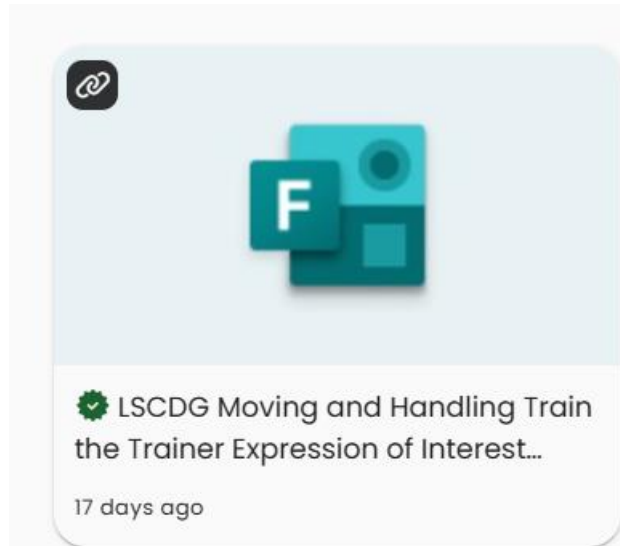 F
LSCDG Moving and Handling Train
the Trainer Expression of Interest...
17 days ago